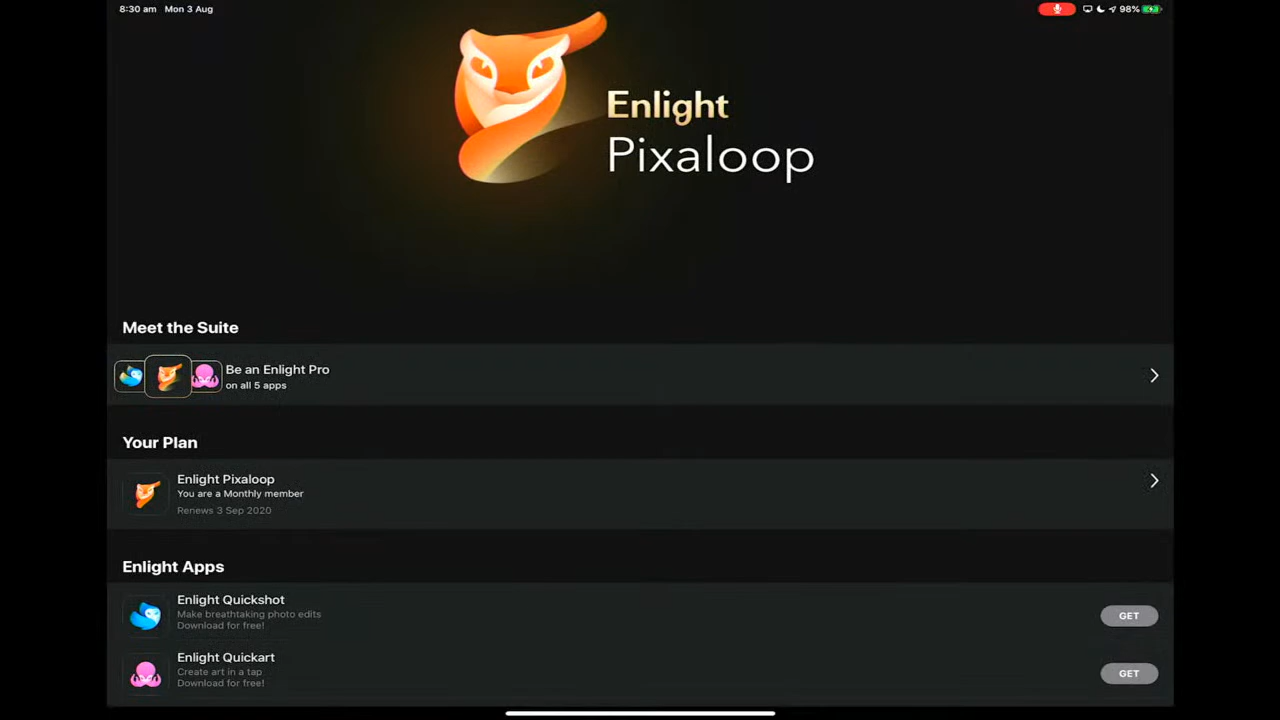 8:30 am Mon 3 Aug 98%
Enlight
Pixaloop
Meet the Suite
Be an Enlight Pro
on all 5 apps
Your Plan
Enlight Pixaloop
You are a Monthly member
Renews 3 Sep 2020
Enlight Apps
Enlight Quickshot
Make breathtaking photo edits
Download for free!
GET
Enlight Quickart
Create art in a tap
Download for free!
GET